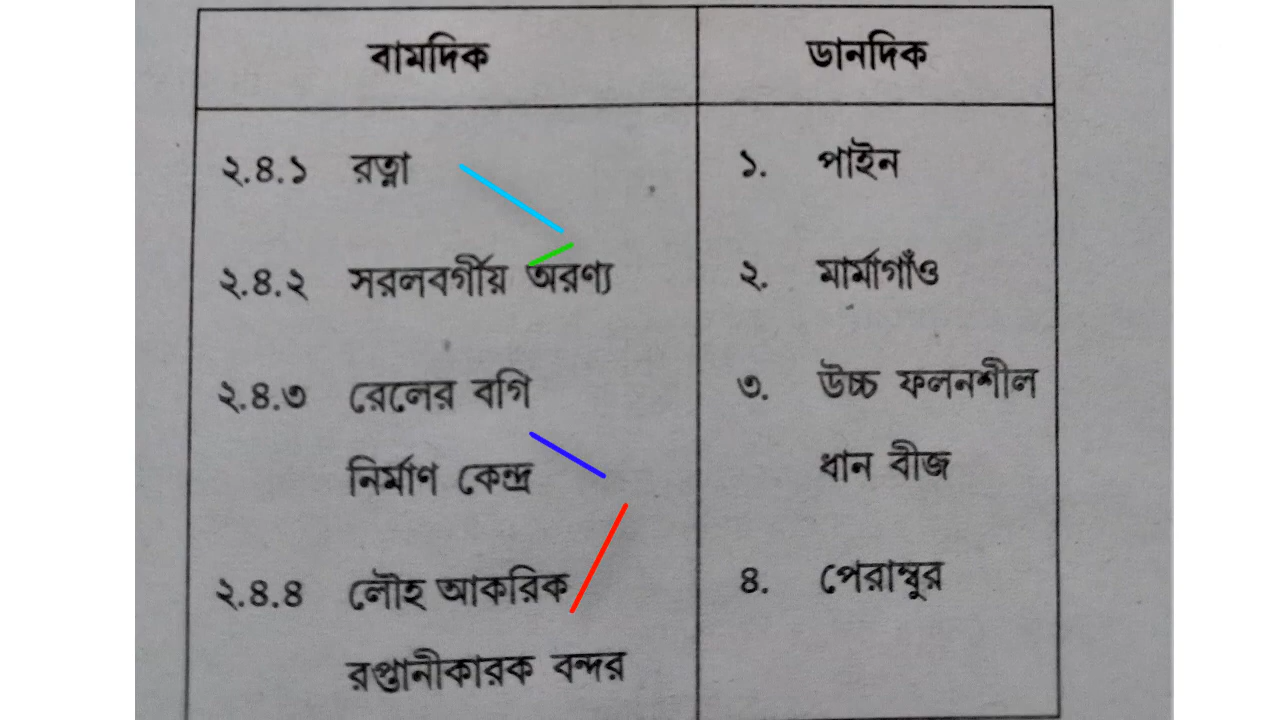 বামদিক ডানদিক
২.৪.১ রত্না ১. পাইন
২.৪.২ সরলবর্গীয় অরণ্য ২. মার্মাগাঁও
২.৪.৩ রেলের বগি ৩. উচ্চ ফলনশীল
নির্মাণ কেন্দ্র ধান বীজ
২.৪.৪ লৌহ আকরিক ৪. পেরাম্বুর
রপ্তানীকারক বন্দর